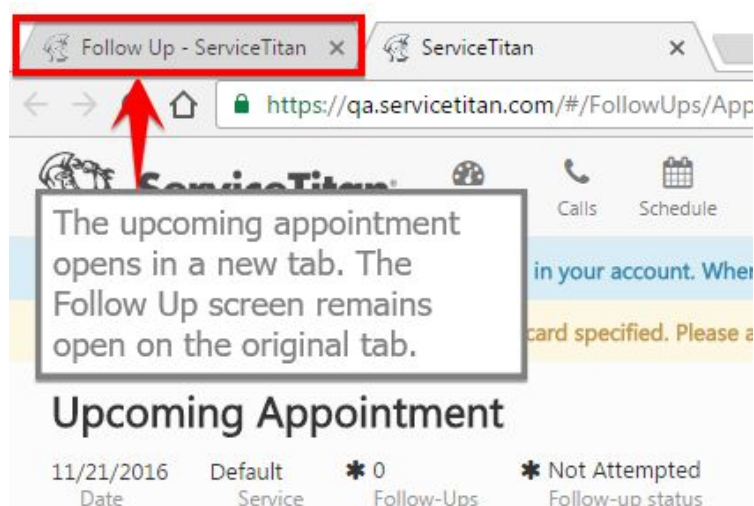 Follow Up - ServiceTitan
ServiceTitan
https://qa.servicetitan.com/#/FollowUps/App
ServiceTitan
Calls
Schedule
The upcoming appointment
opens in a new tab. The
Follow Up screen remains
open on the original tab.
in your account. Wher
card specified. Please a
Upcoming Appointment
11/21/2016 Default ✱ 0 ✱ Not Attempted
Date Service Follow-Ups Follow-up status